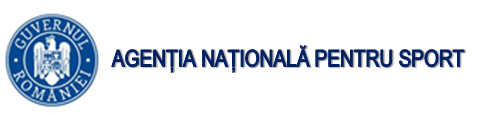 GUVERNUL
ROMÂNIEI
AGENȚIA NAȚIONALĂ PENTRU SPORT